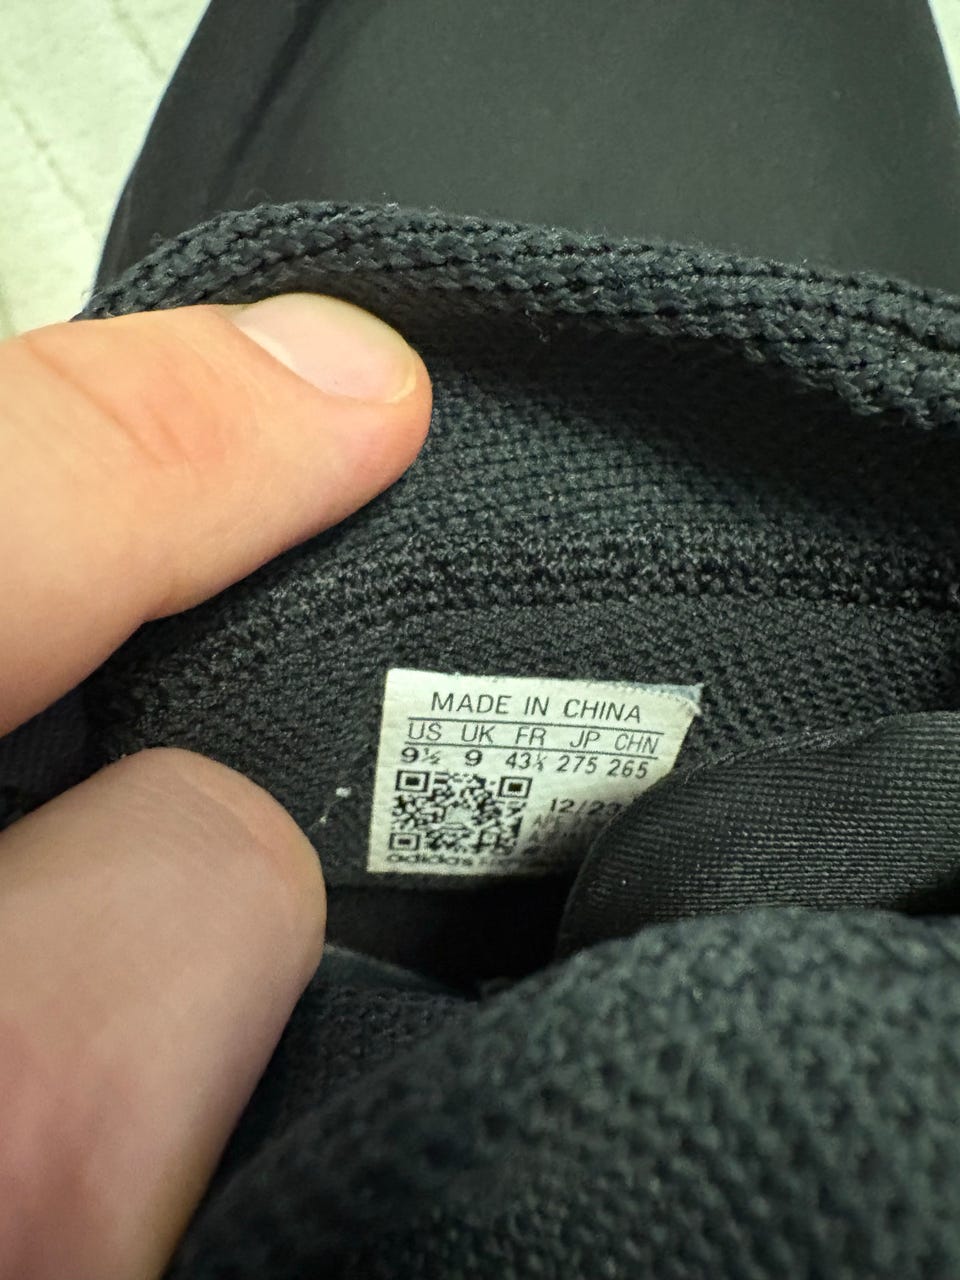 MADE IN CHINA
US UK FR JP CHN
9½ 9 43⅓ 275 265
12/23
adidas